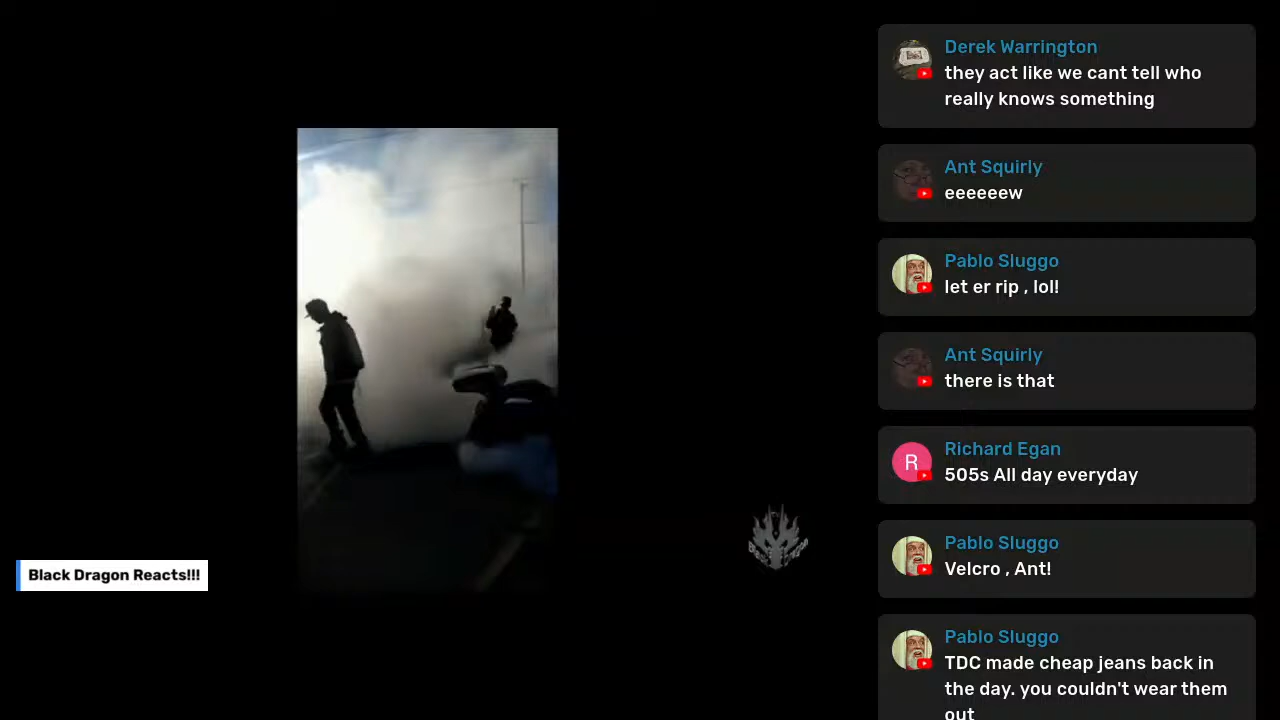 Derek Warrington
they act like we cant tell who
really knows something
Ant Squirly
eeeeeew
Pablo Sluggo
let er rip , lol!
Ant Squirly
there is that
R
Richard Egan
505s All day everyday
Pablo Sluggo
Velcro , Ant!
Pablo Sluggo
TDC made cheap jeans back in
the day. you couldn't wear them
out
Black Dragon Reacts!!!